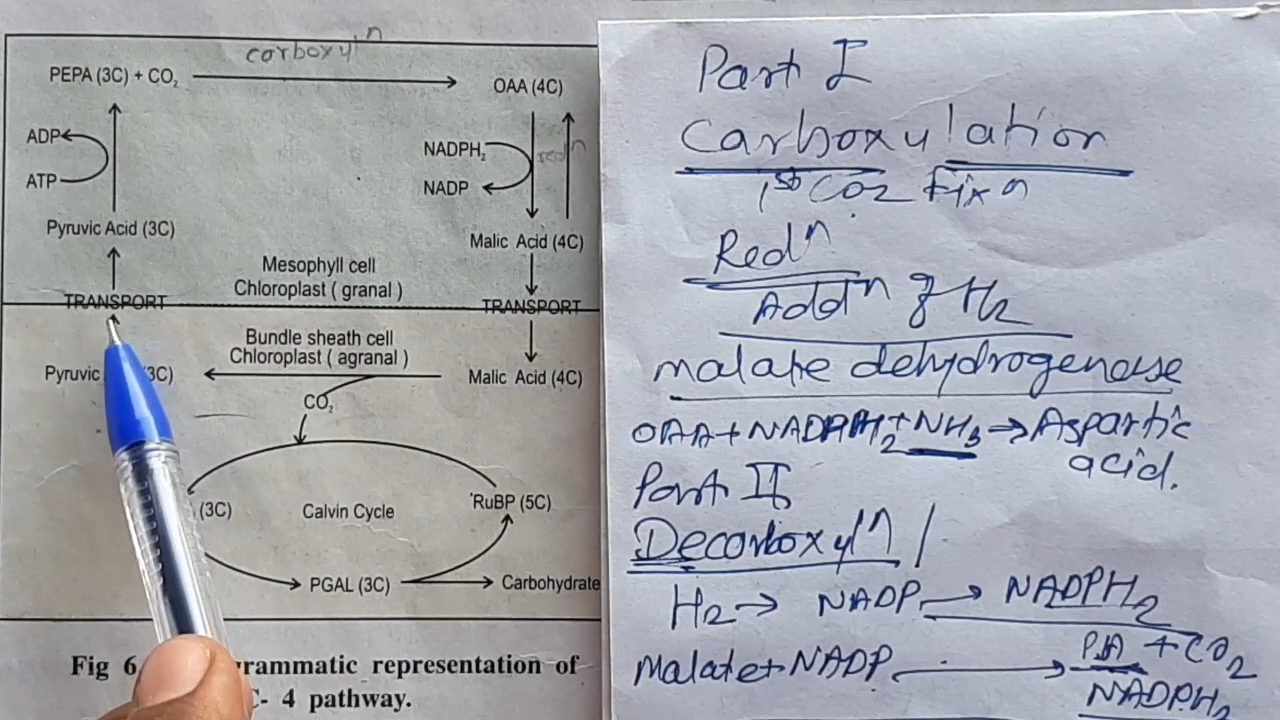 carboxylⁿ
PEPA (3C) + CO₂
OAA (4C)
ADP
ATP
NADPH₂
NADP
redⁿ
Pyruvic Acid (3C)
Malic Acid (4C)
Mesophyll cell
Chloroplast ( granal )
TRANSPORT
TRANSPORT
Bundle sheath cell
Chloroplast ( agranal )
Pyruvic (3C)
Malic Acid (4C)
CO₂
(3C)
Calvin Cycle
RuBP (5C)
PGAL (3C)
Carbohydrate
Fig 6 grammatic representation of
- 4 pathway.
Part I
Carboxylation
1st CO2 Fixⁿ
Redⁿ
Addⁿ of H2
malate dehydrogenase
OAA+NADPH2+NH3→Aspartic
acid.
Part II
Decarboxylⁿ
H2→ NADP → NADPH2
Malate+NADP → PA +CO2
NADPH2